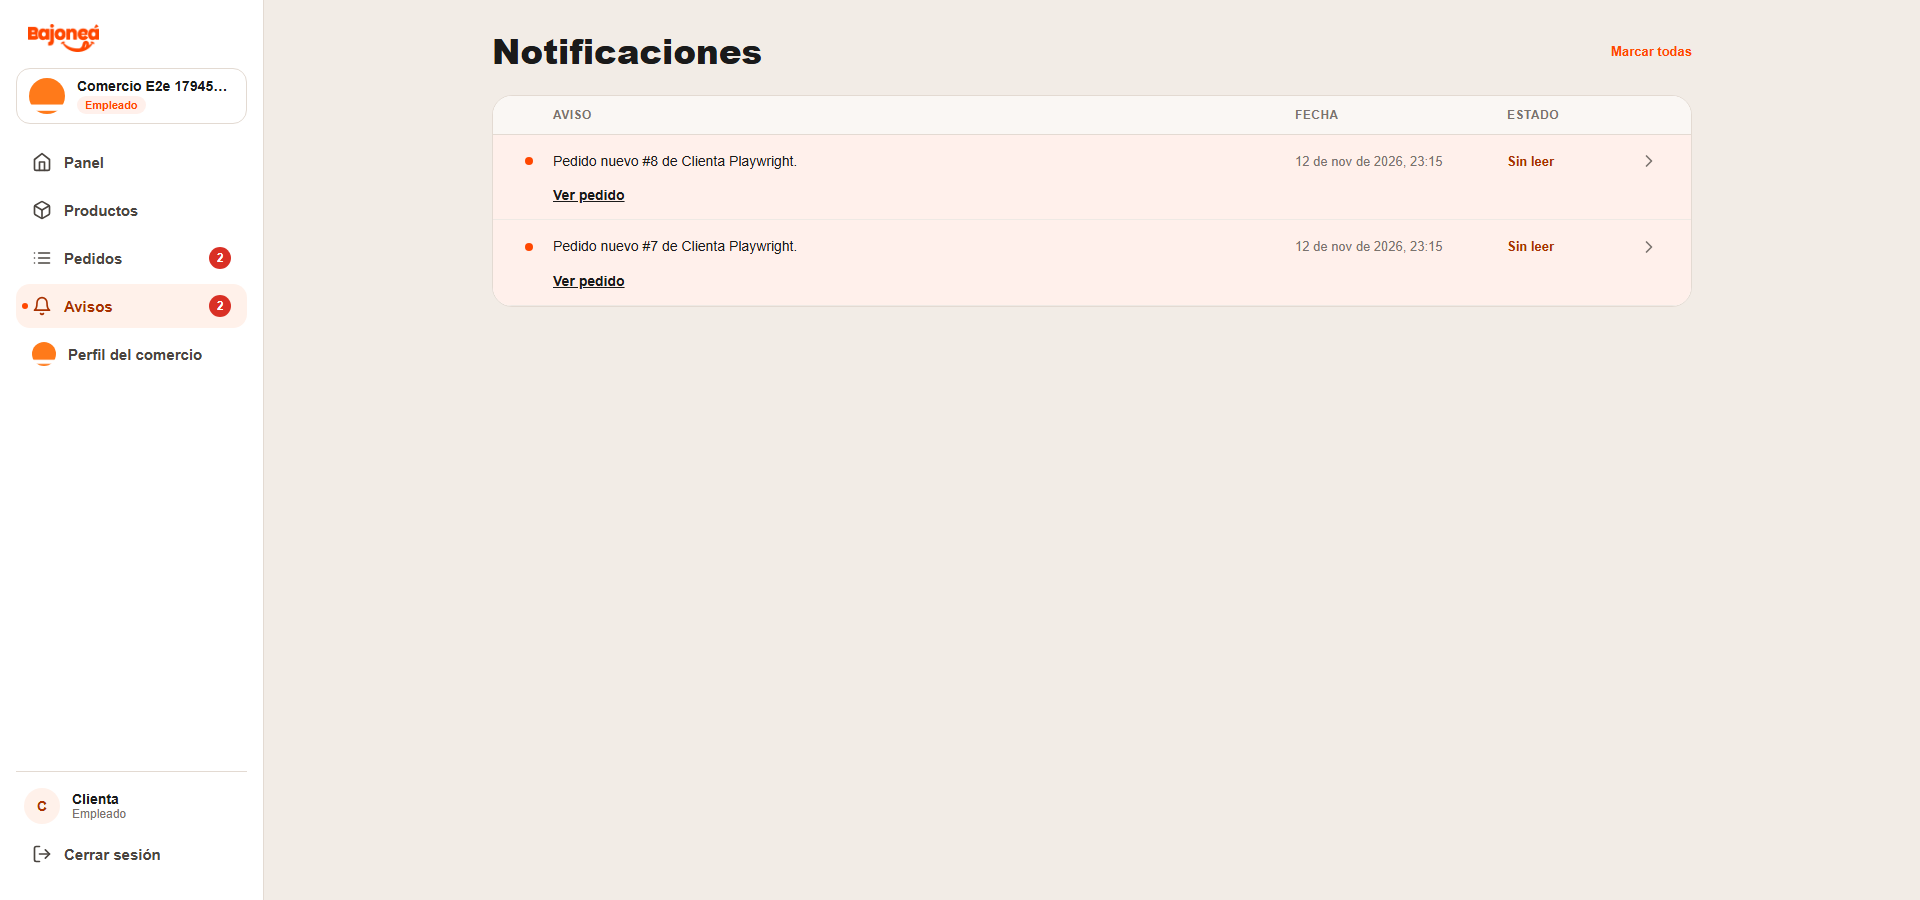 Bajoneá
Comercio E2e 17945...
Empleado
Panel
Productos
Pedidos 2
Avisos 2
Perfil del comercio
C
Clienta
Empleado
Cerrar sesión
Notificaciones
Marcar todas
AVISO FECHA ESTADO
Pedido nuevo #8 de Clienta Playwright. 12 de nov de 2026, 23:15 Sin leer
Ver pedido
Pedido nuevo #7 de Clienta Playwright. 12 de nov de 2026, 23:15 Sin leer
Ver pedido